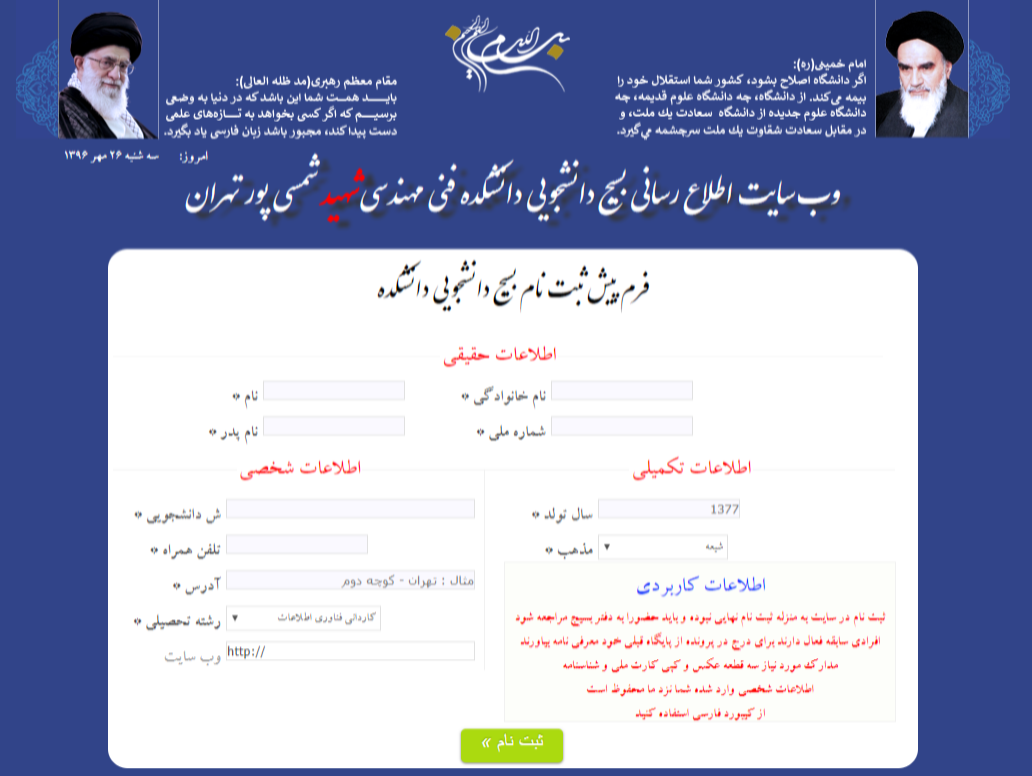 بسم الله الرحمن الرحیم
امام خمینی(ره):
اگر دانشگاه اصلاح بشود، کشور شما استقلال خود را
بیمه می‌کند. از دانشگاه، چه دانشگاه علوم قدیمه، چه
دانشگاه علوم جدیده از دانشگاه سعادت یك ملت، و
در مقابل سعادت شقاوت یك ملت سرچشمه می‌گیرد.
مقام معظم رهبری(مد ظله العالی):
بایـــد همـــت شما این باشد که در دنیا به وضعی
برسیـــم که اگر کسی بخواهد به تـــازه‌های علمی
دست پیدا کند، مجبور باشد زبان فارسی یاد بگیرد.
امروز: سه شنبه ۲۶ مهر ۱۳۹۶
وب سایت اطلاع رسانی بسیج دانشجویی دانشکده فنی مهندسی شهید شمسی پور تهران
فرم پیش ثبت نام بسیج دانشجویی دانشکده
اطلاعات حقیقی
نام *
نام خانوادگی *
نام پدر *
شماره ملی *
اطلاعات شخصی
ش دانشجویی *
تلفن همراه *
آدرس * مثال : تهران - کوچه دوم
رشته تحصیلی * کاردانی فناوری اطلاعات
وب سایت http://
اطلاعات تکمیلی
سال تولد * 1377
مذهب * شیعه
اطلاعات کاربردی
ثبت نام در سایت به منزله ثبت نام نهایی نبوده و باید حضورا به دفتر بسیج مراجعه شود
افرادی سابقه فعال دارند برای درج در پرونده از پایگاه قبلی خود معرفی نامه بیاورند
مدارک مورد نیاز سه قطعه عکس و کپی کارت ملی و شناسنامه
اطلاعات شخصی وارد شده شما نزد ما محفوظ است
از کیبورد فارسی استفاده کنید
ثبت نام »